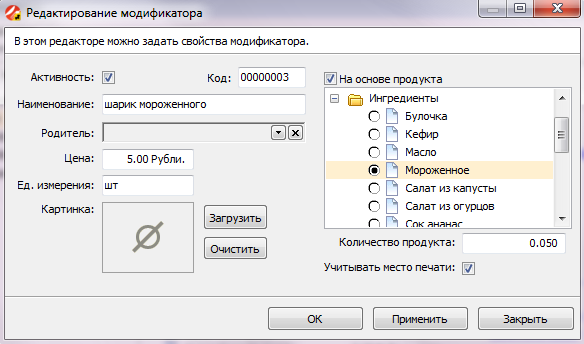 Редактирование модификатора
В этом редакторе можно задать свойства модификатора.
Активность:
Код: 00000003
Наименование: шарик мороженного
Родитель:
Цена: 5.00 Рубли.
Ед. измерения: шт
Картинка:
Загрузить
Очистить
На основе продукта
Ингредиенты
Булочка
Кефир
Масло
Мороженное
Салат из капусты
Салат из огурцов
Сок ананас
Количество продукта: 0.050
Учитывать место печати:
ОК
Применить
Закрыть